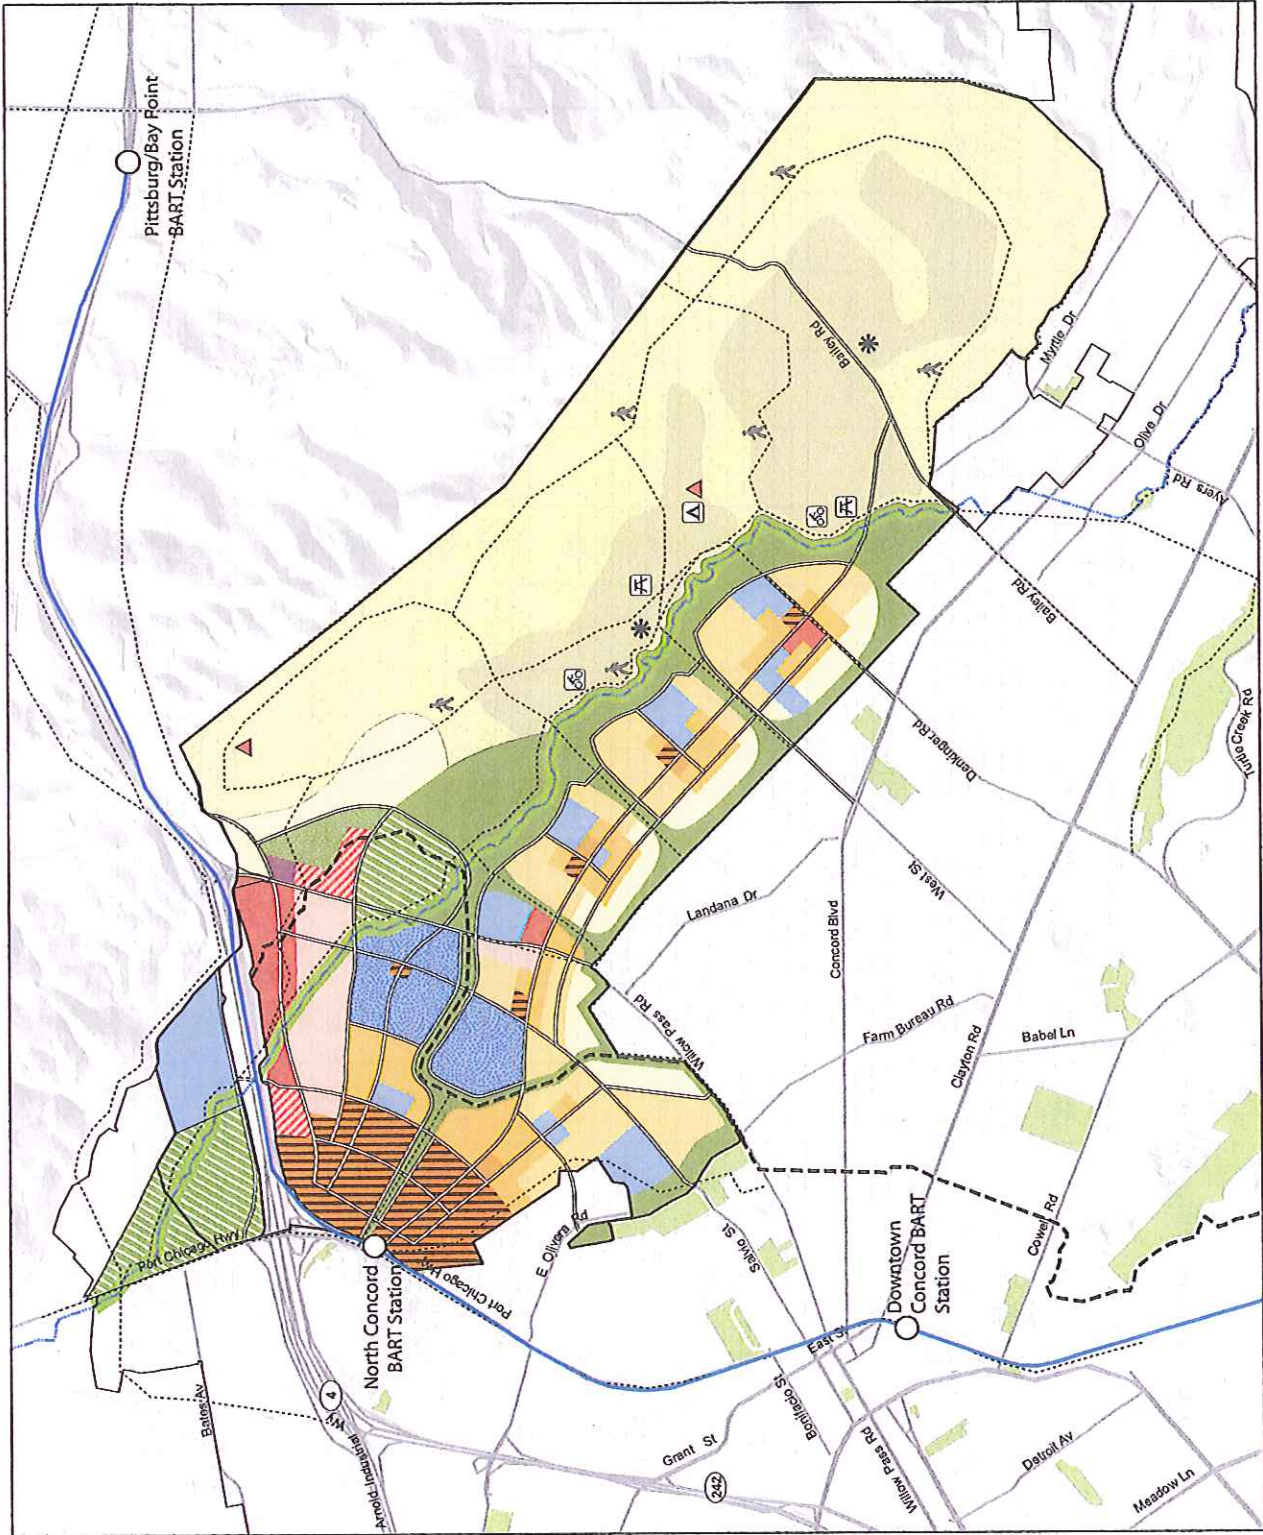 Pittsburg/Bay Point
BART Station
Bailey Rd
Myrtle Dr
Olive Dr
Ayers Rd
Bailey Rd
Turtle Creek Rd
Denkinger Rd
West St
Landana Dr
Concord Blvd
Willow Pass Rd
Farm Bureau Rd
Clayton Rd
Babel Ln
Port Chicago Hwy
North Concord
BART Station
Port Chicago Hwy
E Olivera Rd
Salvio St
Cowell Rd
Downtown
Concord BART
Station
East St
Bonifacio St
Willow Pass Rd
Grant St
Detroit Av
Meadow Ln
Bates Av
4
Arnold Industrial Wy
242